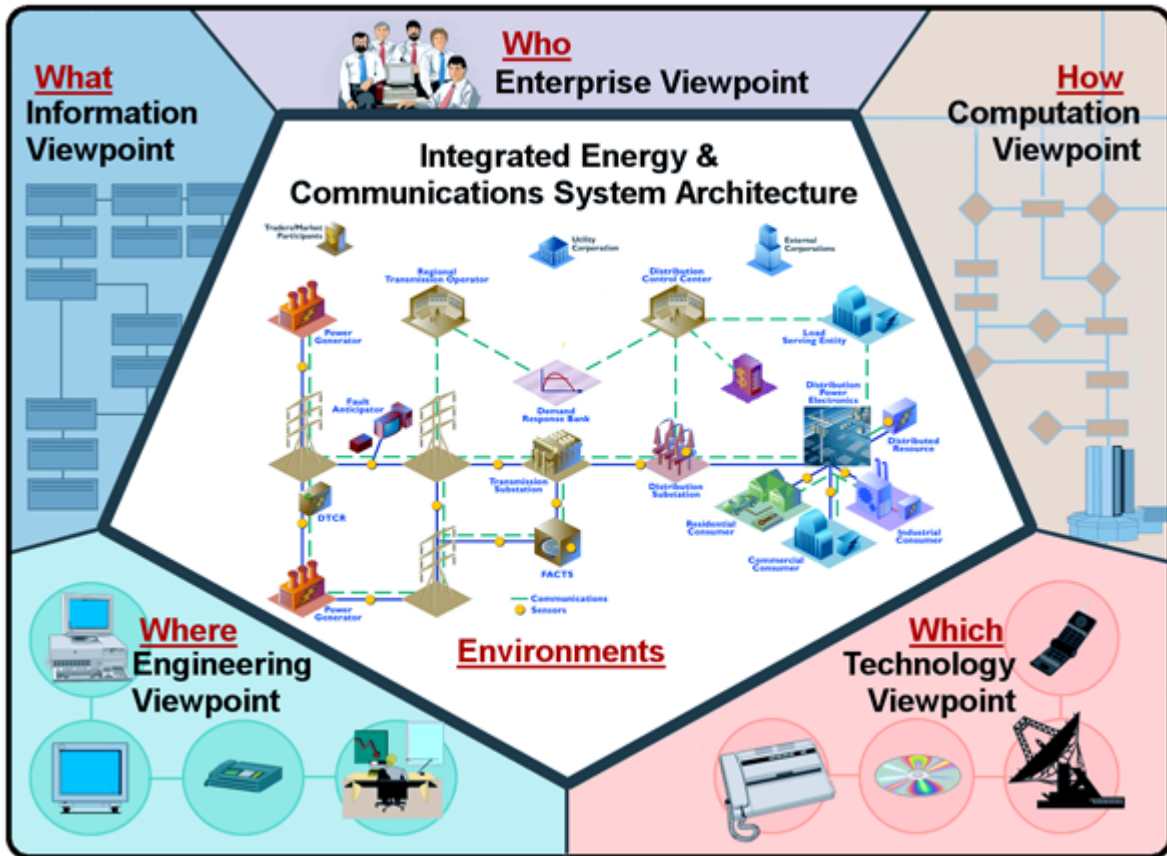 What
Information
Viewpoint
Who
Enterprise Viewpoint
How
Computation
Viewpoint
Integrated Energy &
Communications System Architecture
Traders/Market
Participants
Utility
Corporation
External
Corporations
Regional
Transmission Operator
Distribution
Control Center
Power
Generator
Load
Serving Entity
Fault
Anticipator
Demand
Response Bank
Distribution
Power
Electronics
Distributed
Resource
Transmission
Substation
Distribution
Substation
DTCR
Residential
Consumer
Industrial
Consumer
Commercial
Consumer
FACTS
Power
Generator
Communications
Sensors
Environments
Where
Engineering
Viewpoint
Which
Technology
Viewpoint